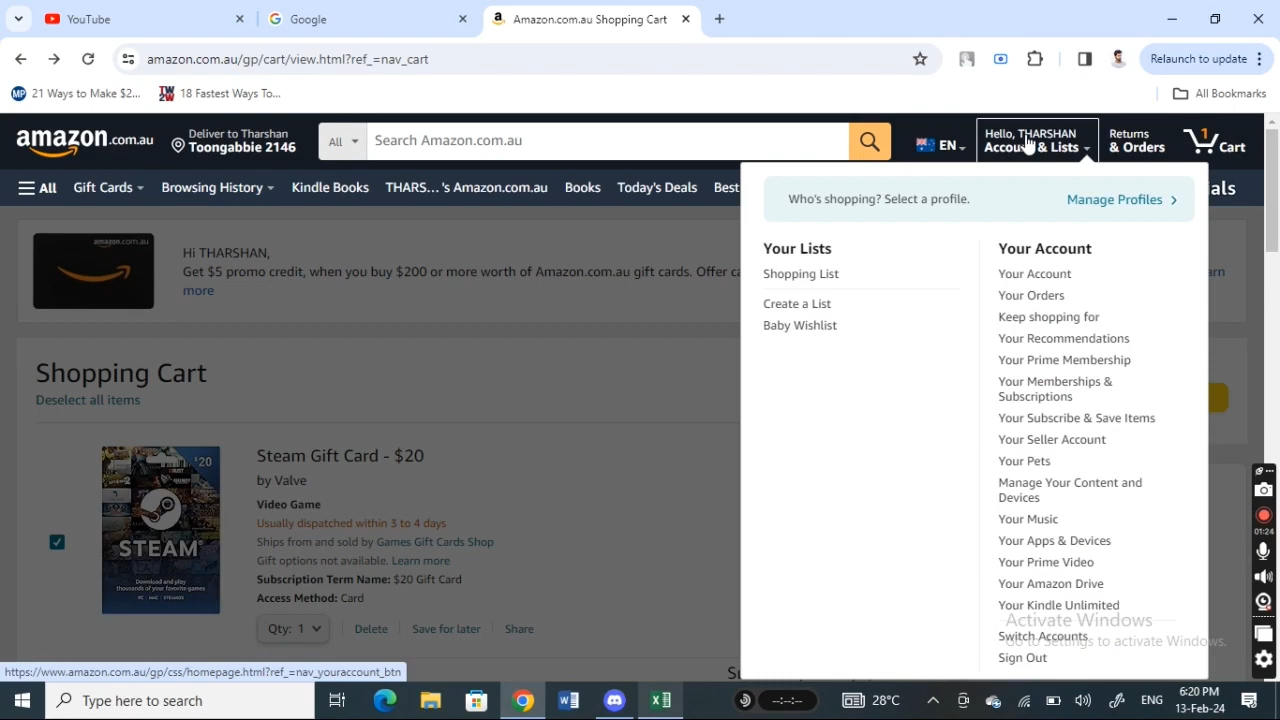 YouTube
Google
Amazon.com.au Shopping Cart
amazon.com.au/gp/cart/view.html?ref_=nav_cart
Relaunch to update
21 Ways to Make $2...
18 Fastest Ways To...
All Bookmarks
amazon.com.au
Deliver to Tharshan
Toongabbie 2146
All
Search Amazon.com.au
EN
Hello, THARSHAN
Account & Lists
Returns
& Orders
1
Cart
All
Gift Cards
Browsing History
Kindle Books
THARS...'s Amazon.com.au
Books
Today's Deals
Best
als
Who's shopping? Select a profile.
Manage Profiles
amazon.com.au
Hi THARSHAN,
Get $5 promo credit, when you buy $200 or more worth of Amazon.com.au gift cards. Offer ca
arn
more
Your Lists
Shopping List
Create a List
Baby Wishlist
Your Account
Your Account
Your Orders
Keep shopping for
Your Recommendations
Your Prime Membership
Your Memberships &
Subscriptions
Your Subscribe & Save Items
Your Seller Account
Your Pets
Manage Your Content and
Devices
Your Music
Your Apps & Devices
Your Prime Video
Your Amazon Drive
Your Kindle Unlimited
Switch Accounts
Sign Out
Activate Windows
Go to Settings to activate Windows.
Shopping Cart
Deselect all items
$20
STEAM
Steam Gift Card - $20
by Valve
Video Game
Usually dispatched within 3 to 4 days
Ships from and sold by Games Gift Cards Shop
Gift options not available. Learn more
Subscription Term Name: $20 Gift Card
Access Method: Card
Qty: 1
Delete
Save for later
Share
Su
01:24
https://www.amazon.com.au/gp/css/homepage.html?ref_=nav_youraccount_btn
Type here to search
--:--:--
28°C
ENG
6:20 PM
13-Feb-24